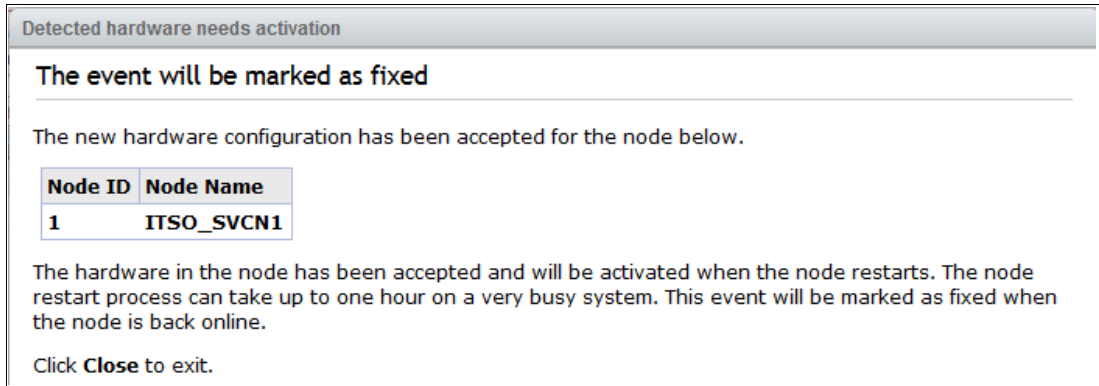 Detected hardware needs activation
The event will be marked as fixed
The new hardware configuration has been accepted for the node below.
Node ID Node Name
1 ITSO_SVCN1
The hardware in the node has been accepted and will be activated when the node restarts. The node
restart process can take up to one hour on a very busy system. This event will be marked as fixed when
the node is back online.
Click Close to exit.